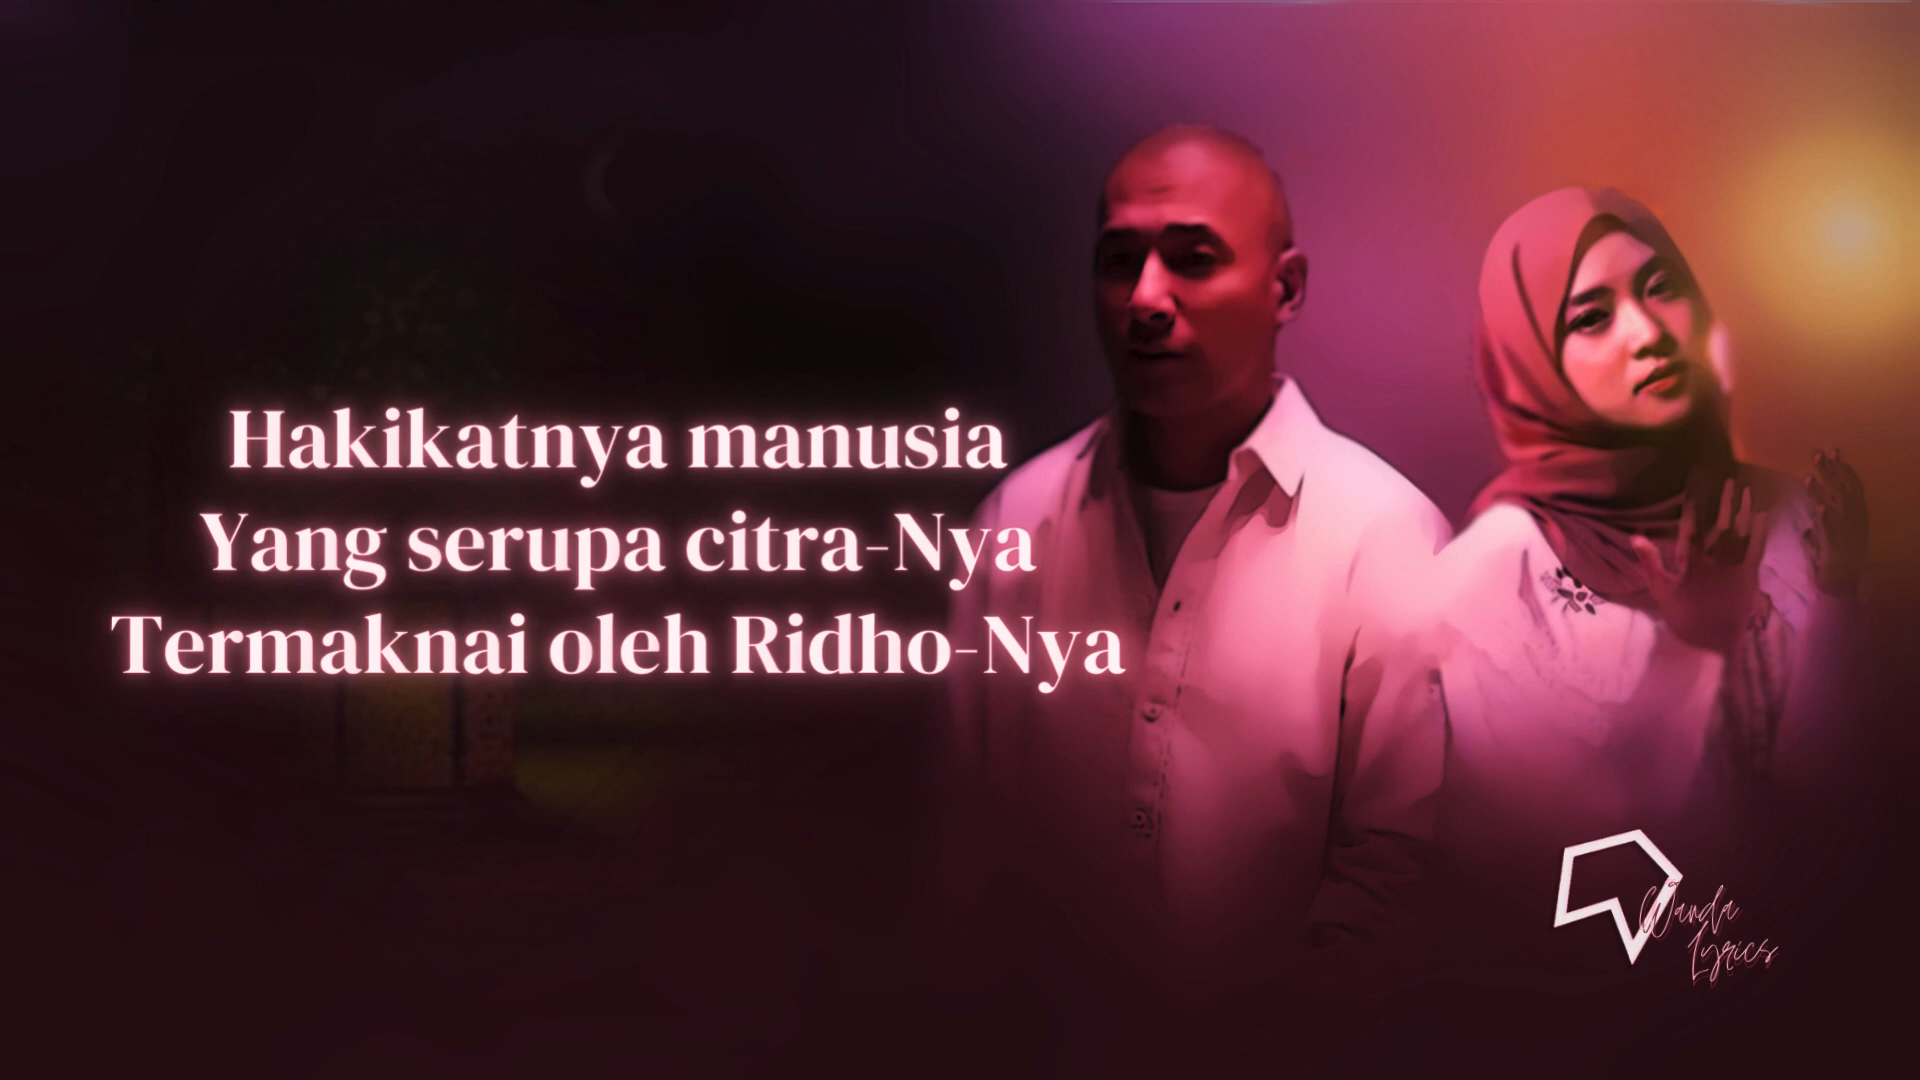 Hakikatnya manusia
Yang serupa citra-Nya
Termaknai oleh Ridho-Nya
Wanda
Lyrics